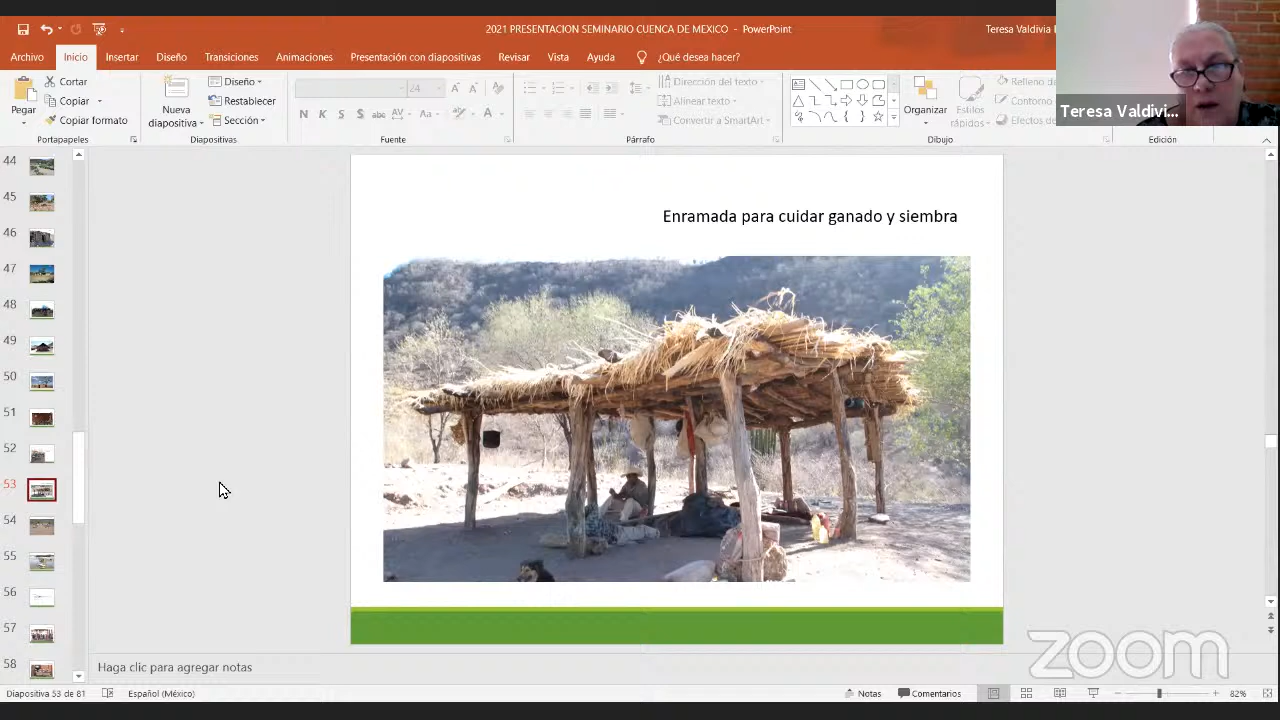 2021 PRESENTACION SEMINARIO CUENCA DE MEXICO - PowerPoint
Teresa Valdivia
Archivo Inicio Insertar Diseño Transiciones Animaciones Presentación con diapositivas Revisar Vista Ayuda ¿Qué desea hacer?
Pegar
Cortar
Copiar
Copiar formato
Portapapeles
Nueva diapositiva
Diseño
Restablecer
Sección
Diapositivas
24
N K S S abc AV Aa A
Fuente
Dirección del texto
Alinear texto
Convertir a SmartArt
Párrafo
Organizar
Estilos rápidos
Relleno de
Contorno
Efectos de
Dibujo
Edición
Teresa Valdivi...
44
45
46
47
48
49
50
51
52
53
54
55
56
57
58
Enramada para cuidar ganado y siembra
zoom
Haga clic para agregar notas
Diapositiva 53 de 81 Español (México) Notas Comentarios 82%